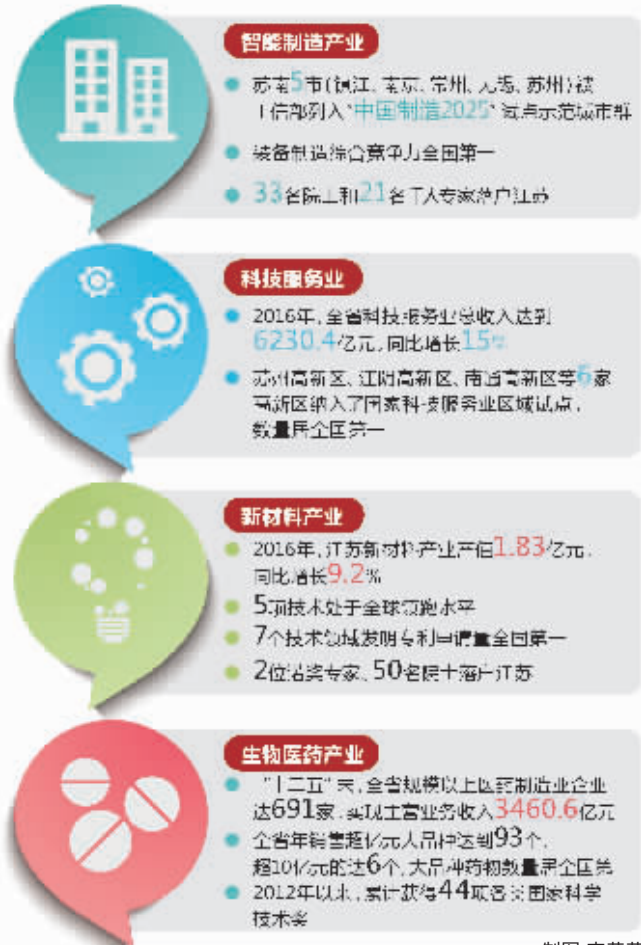 智能制造产业
苏南5市(镇江、南京、常州、无锡、苏州)被
工信部列入“中国制造2025”试点示范城市群
装备制造综合竞争力全国第一
33名院士和21名千人专家落户江苏
科技服务业
2016年,全省科技服务业总收入达到
6230.4亿元,同比增长15%
苏州高新区、江阴高新区、南通高新区等6家
高新区纳入了国家科技服务业区域试点,
数量居全国第一
新材料产业
2016年,江苏新材料产业产值1.83亿元,
同比增长9.2%
5项技术处于全球领跑水平
7个技术领域发明专利申请量全国第一
2位诺奖专家、50名院士落户江苏
生物医药产业
“十二五”末,全省规模以上医药制造业企业
达691家,实现主营业务收入3460.6亿元
全省年销售超亿元大品种达到93个,
超10亿元的达6个,大品种药物数量居全国第
2012年以来,累计获得44项各类国家科学
技术奖